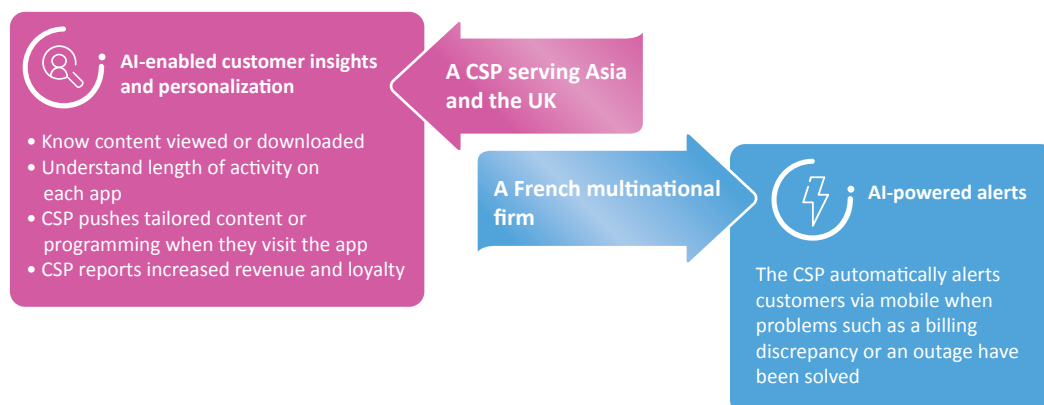 AI-enabled customer insights
and personalization
• Know content viewed or downloaded
• Understand length of activity on
each app
• CSP pushes tailored content or
programming when they visit the app
• CSP reports increased revenue and loyalty
A CSP serving Asia
and the UK
A French multinational
firm
AI-powered alerts
The CSP automatically alerts
customers via mobile when
problems such as a billing
discrepancy or an outage have
been solved